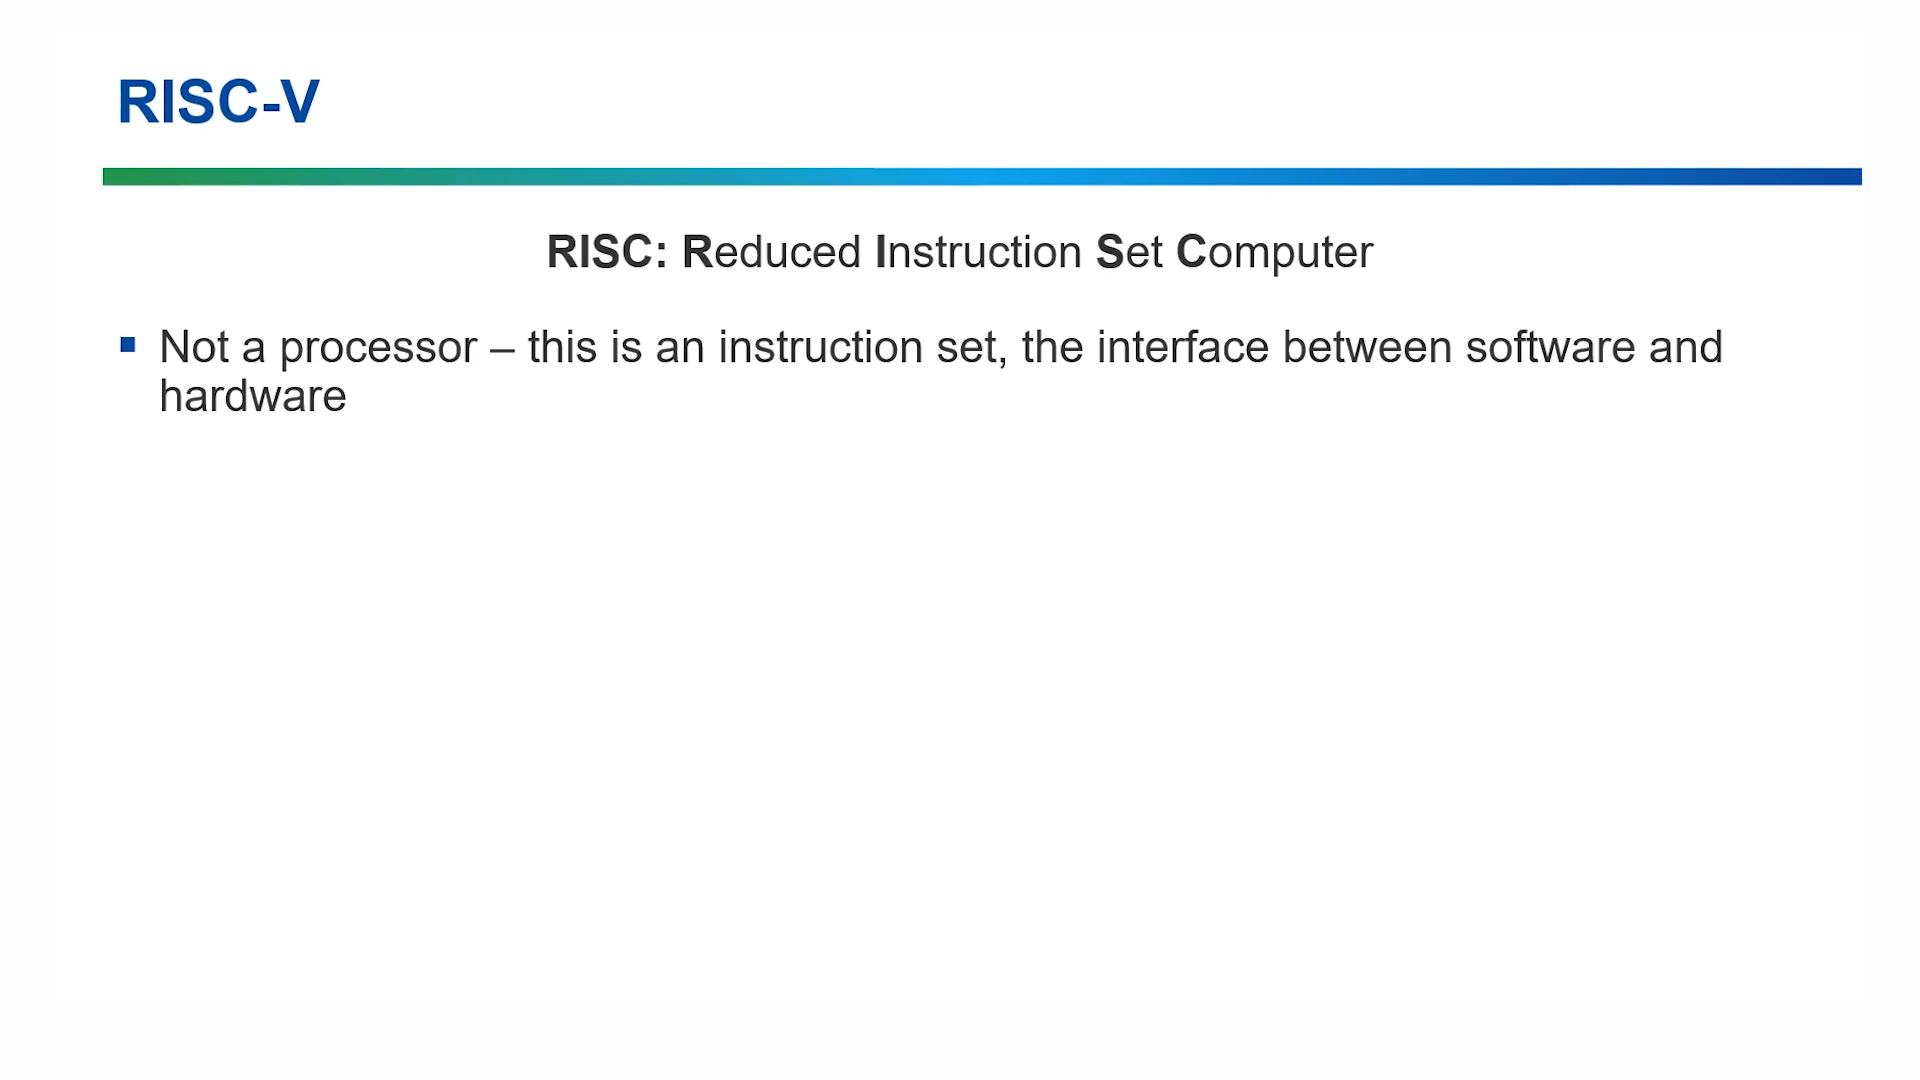 RISC-V
RISC: Reduced Instruction Set Computer
Not a processor – this is an instruction set, the interface between software and
hardware